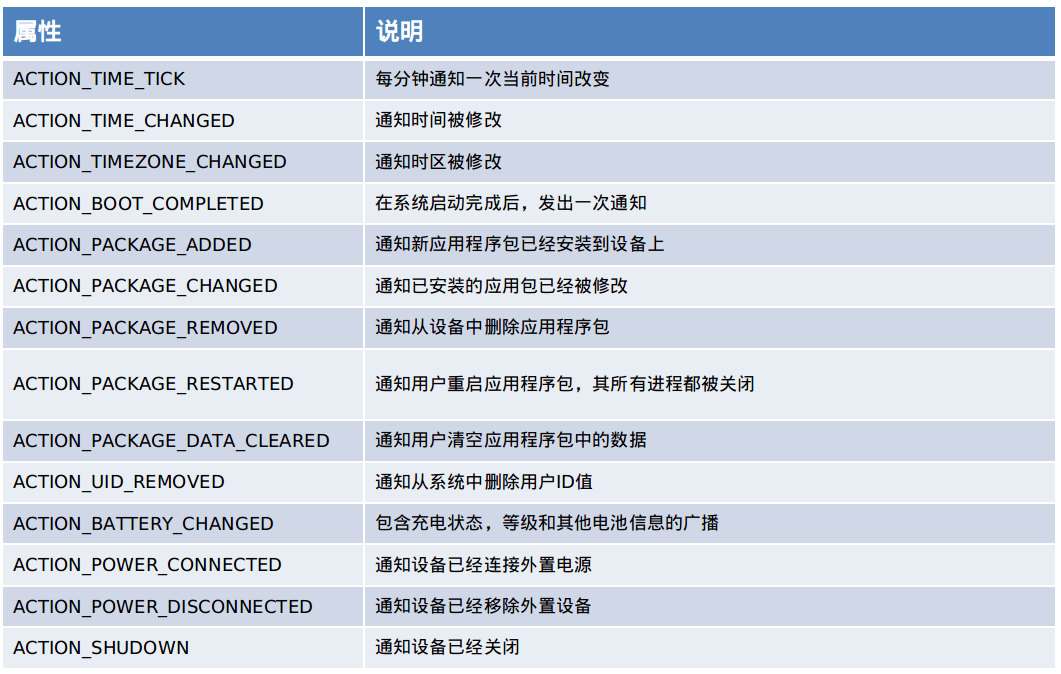 属性 说明
ACTION_TIME_TICK 每分钟通知一次当前时间改变
ACTION_TIME_CHANGED 通知时间被修改
ACTION_TIMEZONE_CHANGED 通知时区被修改
ACTION_BOOT_COMPLETED 在系统启动完成后，发出一次通知
ACTION_PACKAGE_ADDED 通知新应用程序包已经安装到设备上
ACTION_PACKAGE_CHANGED 通知已安装的应用包已经被修改
ACTION_PACKAGE_REMOVED 通知从设备中删除应用程序包
ACTION_PACKAGE_RESTARTED 通知用户重启应用程序包，其所有进程都被关闭
ACTION_PACKAGE_DATA_CLEARED 通知用户清空应用程序包中的数据
ACTION_UID_REMOVED 通知从系统中删除用户ID值
ACTION_BATTERY_CHANGED 包含充电状态，等级和其他电池信息的广播
ACTION_POWER_CONNECTED 通知设备已经连接外置电源
ACTION_POWER_DISCONNECTED 通知设备已经移除外置设备
ACTION_SHUDOWN 通知设备已经关闭